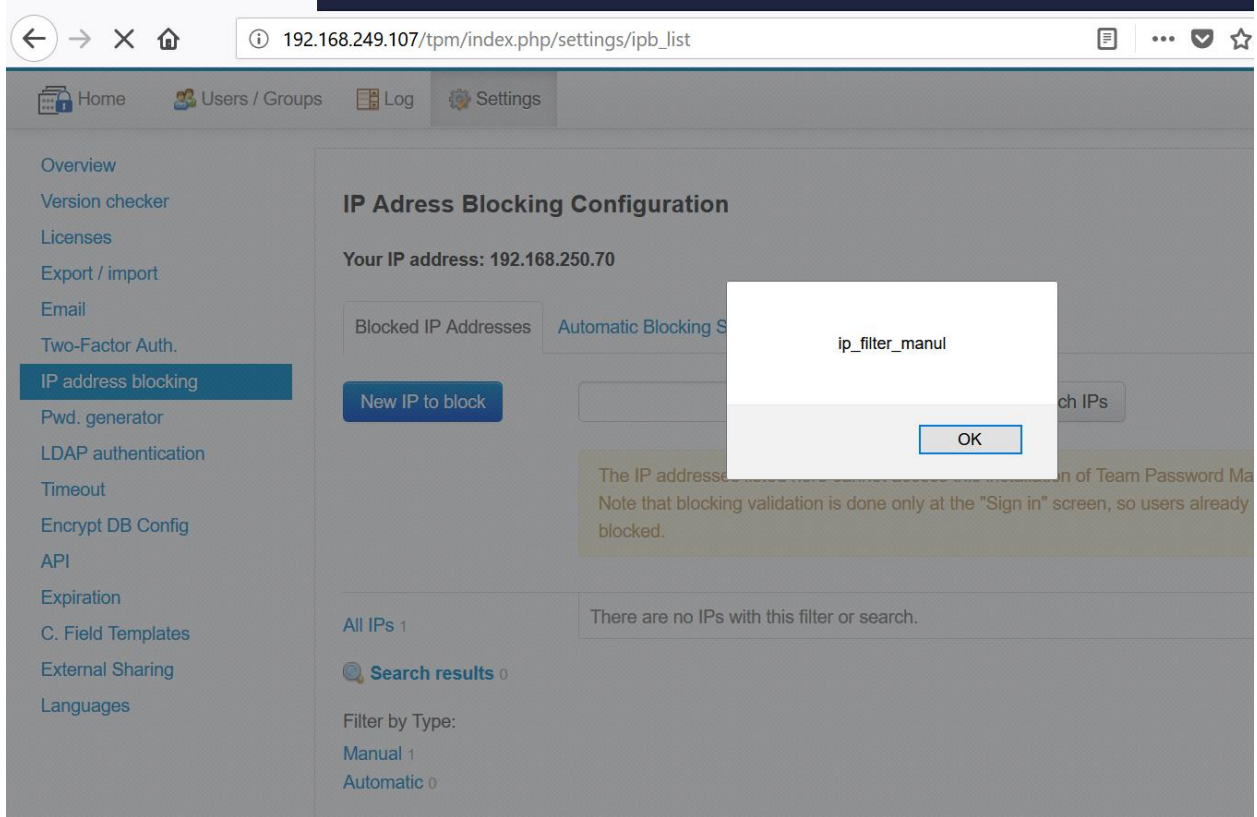 192.168.249.107/tpm/index.php/settings/ipb_list
Home Users / Groups Log Settings
Overview
Version checker
Licenses
Export / import
Email
Two-Factor Auth.
IP address blocking
Pwd. generator
LDAP authentication
Timeout
Encrypt DB Config
API
Expiration
C. Field Templates
External Sharing
Languages
IP Adress Blocking Configuration
Your IP address: 192.168.250.70
Blocked IP Addresses Automatic Blocking S
ip_filter_manul
OK
New IP to block ch IPs
The IP addresse n of Team Password Ma
Note that blocking validation is done only at the "Sign in" screen, so users already
blocked.
All IPs 1
There are no IPs with this filter or search.
Search results 0
Filter by Type:
Manual 1
Automatic 0